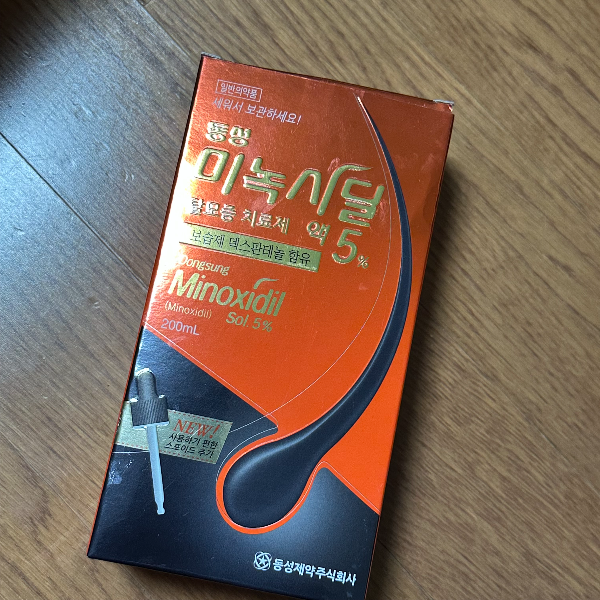 일반의약품
세워서 보관하세요!
동성
미녹시딜
탈모증 치료제 액 5%
보습제 덱스판테놀 함유
Dongsung
Minoxidil
(Minoxidil) Sol. 5%
200mL
NEW!
사용하기 편한
스포이드 추가
동성제약주식회사